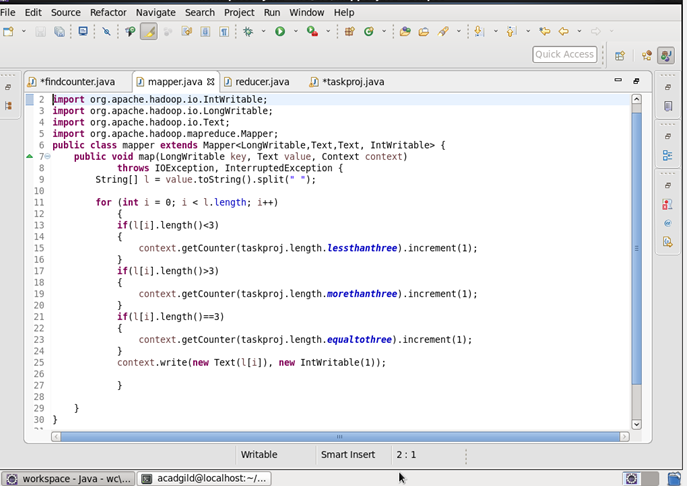 File Edit Source Refactor Navigate Search Project Run Window Help
Quick Access
*findcounter.java mapper.java reducer.java *taskproj.java
2 import org.apache.hadoop.io.IntWritable;
3 import org.apache.hadoop.io.LongWritable;
4 import org.apache.hadoop.io.Text;
5 import org.apache.hadoop.mapreduce.Mapper;
6 public class mapper extends Mapper<LongWritable,Text,Text, IntWritable> {
7 public void map(LongWritable key, Text value, Context context)
8 throws IOException, InterruptedException {
9 String[] l = value.toString().split(" ");
10
11 for (int i = 0; i < l.length; i++)
12 {
13 if(l[i].length()<3)
14 {
15 context.getCounter(taskproj.length.lessthanthree).increment(1);
16 }
17 if(l[i].length()>3)
18 {
19 context.getCounter(taskproj.length.morethanthree).increment(1);
20 }
21 if(l[i].length()==3)
22 {
23 context.getCounter(taskproj.length.equaltothree).increment(1);
24 }
25 context.write(new Text(l[i]), new IntWritable(1));
26
27 }
28
29 }
30 }
Writable Smart Insert 2 : 1
workspace - Java - wc\... acadgild@localhost:~/...